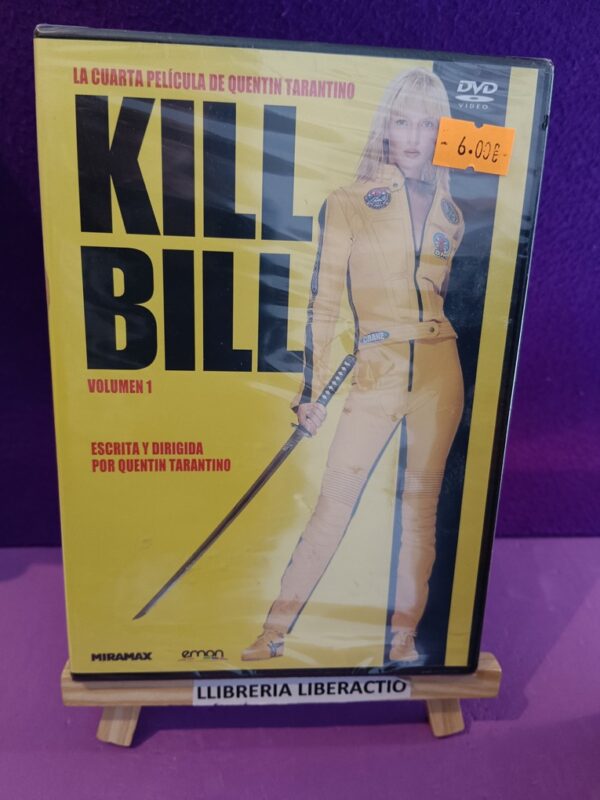 LA CUARTA PELÍCULA DE QUENTIN TARANTINO
DVD
VIDEO
6.00€
KILL
BILL
VOLUMEN 1
CRANE
ESCRITA Y DIRIGIDA
POR QUENTIN TARANTINO
MIRAMAX
emon
LLIBRERIA LIBERACTIO